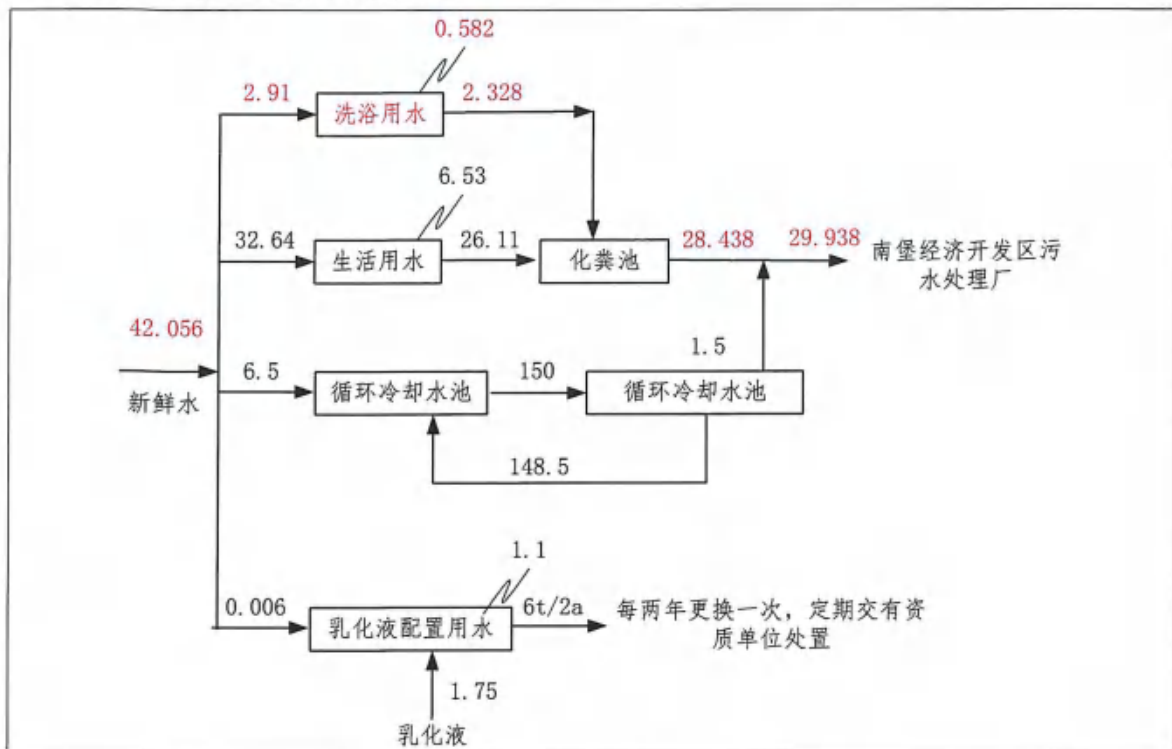 0.582
2.91
洗浴用水
2.328
6.53
32.64
生活用水
26.11
化粪池
28.438
29.938
南堡经济开发区污
水处理厂
42.056
新鲜水
6.5
循环冷却水池
150
循环冷却水池
1.5
148.5
1.1
0.006
乳化液配置用水
6t/2a
每两年更换一次，定期交有资
质单位处置
1.75
乳化液